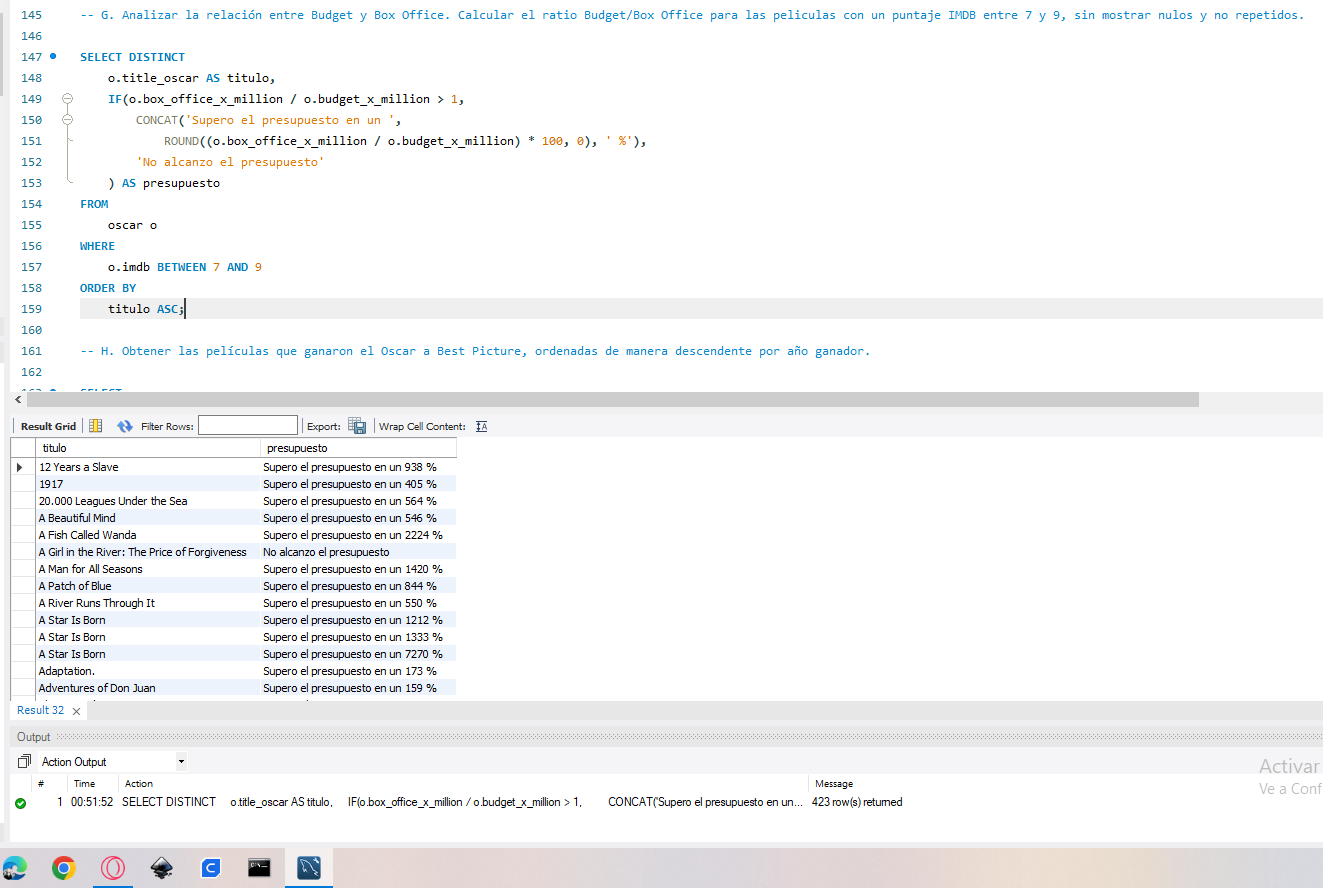 145 -- G. Analizar la relación entre Budget y Box Office. Calcular el ratio Budget/Box Office para las peliculas con un puntaje IMDB entre 7 y 9, sin mostrar nulos y no repetidos.
146
147 SELECT DISTINCT
148 o.title_oscar AS titulo,
149 IF(o.box_office_x_million / o.budget_x_million > 1,
150 CONCAT('Supero el presupuesto en un ',
151 ROUND((o.box_office_x_million / o.budget_x_million) * 100, 0), ' %'),
152 'No alcanzo el presupuesto'
153 ) AS presupuesto
154 FROM
155 oscar o
156 WHERE
157 o.imdb BETWEEN 7 AND 9
158 ORDER BY
159 titulo ASC;
160
161 -- H. Obtener las películas que ganaron el Oscar a Best Picture, ordenadas de manera descendente por año ganador.
162
163 SELECT
Result Grid Filter Rows: Export: Wrap Cell Content:
titulo presupuesto
12 Years a Slave Supero el presupuesto en un 938 %
1917 Supero el presupuesto en un 405 %
20.000 Leagues Under the Sea Supero el presupuesto en un 564 %
A Beautiful Mind Supero el presupuesto en un 546 %
A Fish Called Wanda Supero el presupuesto en un 2224 %
A Girl in the River: The Price of Forgiveness No alcanzo el presupuesto
A Man for All Seasons Supero el presupuesto en un 1420 %
A Patch of Blue Supero el presupuesto en un 844 %
A River Runs Through It Supero el presupuesto en un 550 %
A Star Is Born Supero el presupuesto en un 1212 %
A Star Is Born Supero el presupuesto en un 1333 %
A Star Is Born Supero el presupuesto en un 7270 %
Adaptation. Supero el presupuesto en un 173 %
Adventures of Don Juan Supero el presupuesto en un 159 %
Result 32
Output
Action Output
Activar
# Time Action Message
Ve a Conf
1 00:51:52 SELECT DISTINCT o.title_oscar AS titulo, IF(o.box_office_x_million / o.budget_x_million > 1, CONCAT('Supero el presupuesto en un... 423 row(s) returned